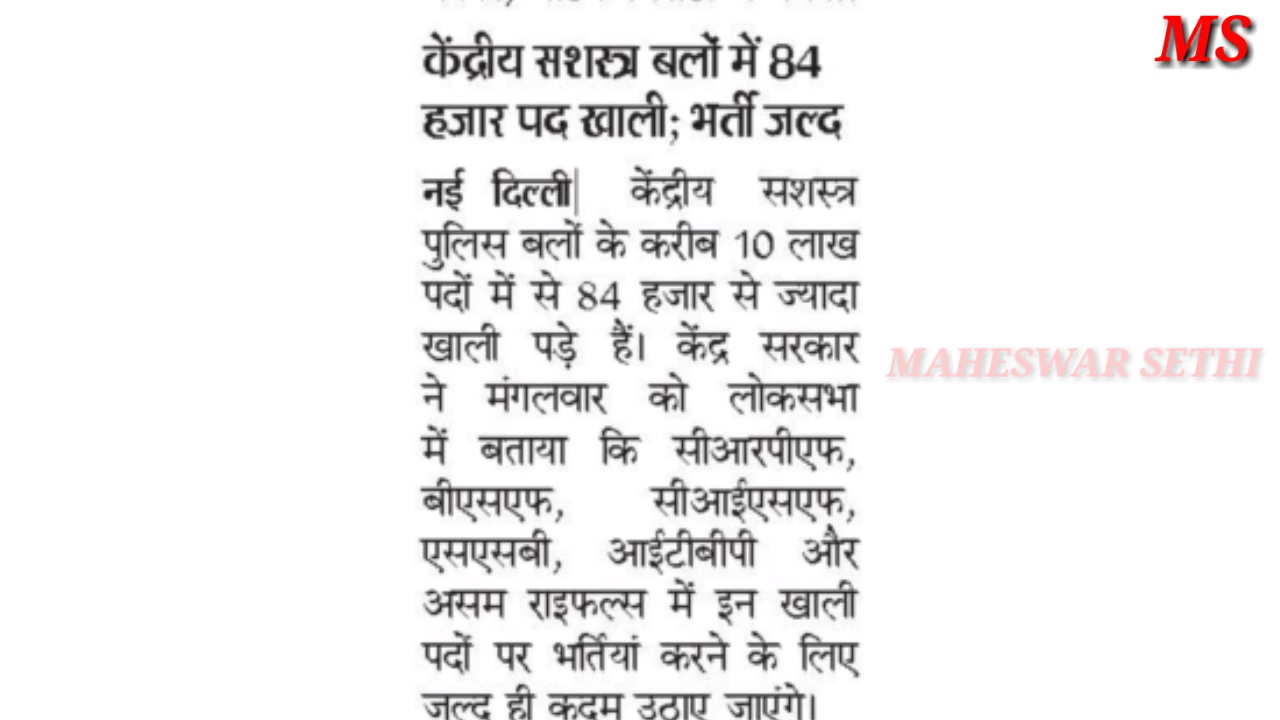 MS
केंद्रीय सशस्त्र बलों में 84
हजार पद खाली; भर्ती जल्द
नई दिल्ली| केंद्रीय सशस्त्र
पुलिस बलों के करीब 10 लाख
पदों में से 84 हजार से ज्यादा
खाली पड़े हैं। केंद्र सरकार
ने मंगलवार को लोकसभा
में बताया कि सीआरपीएफ,
बीएसएफ, सीआईएसएफ,
एसएसबी, आईटीबीपी और
असम राइफल्स में इन खाली
पदों पर भर्तियां करने के लिए
जल्द ही कदम उठाए जाएंगे।
MAHESWAR SETHI